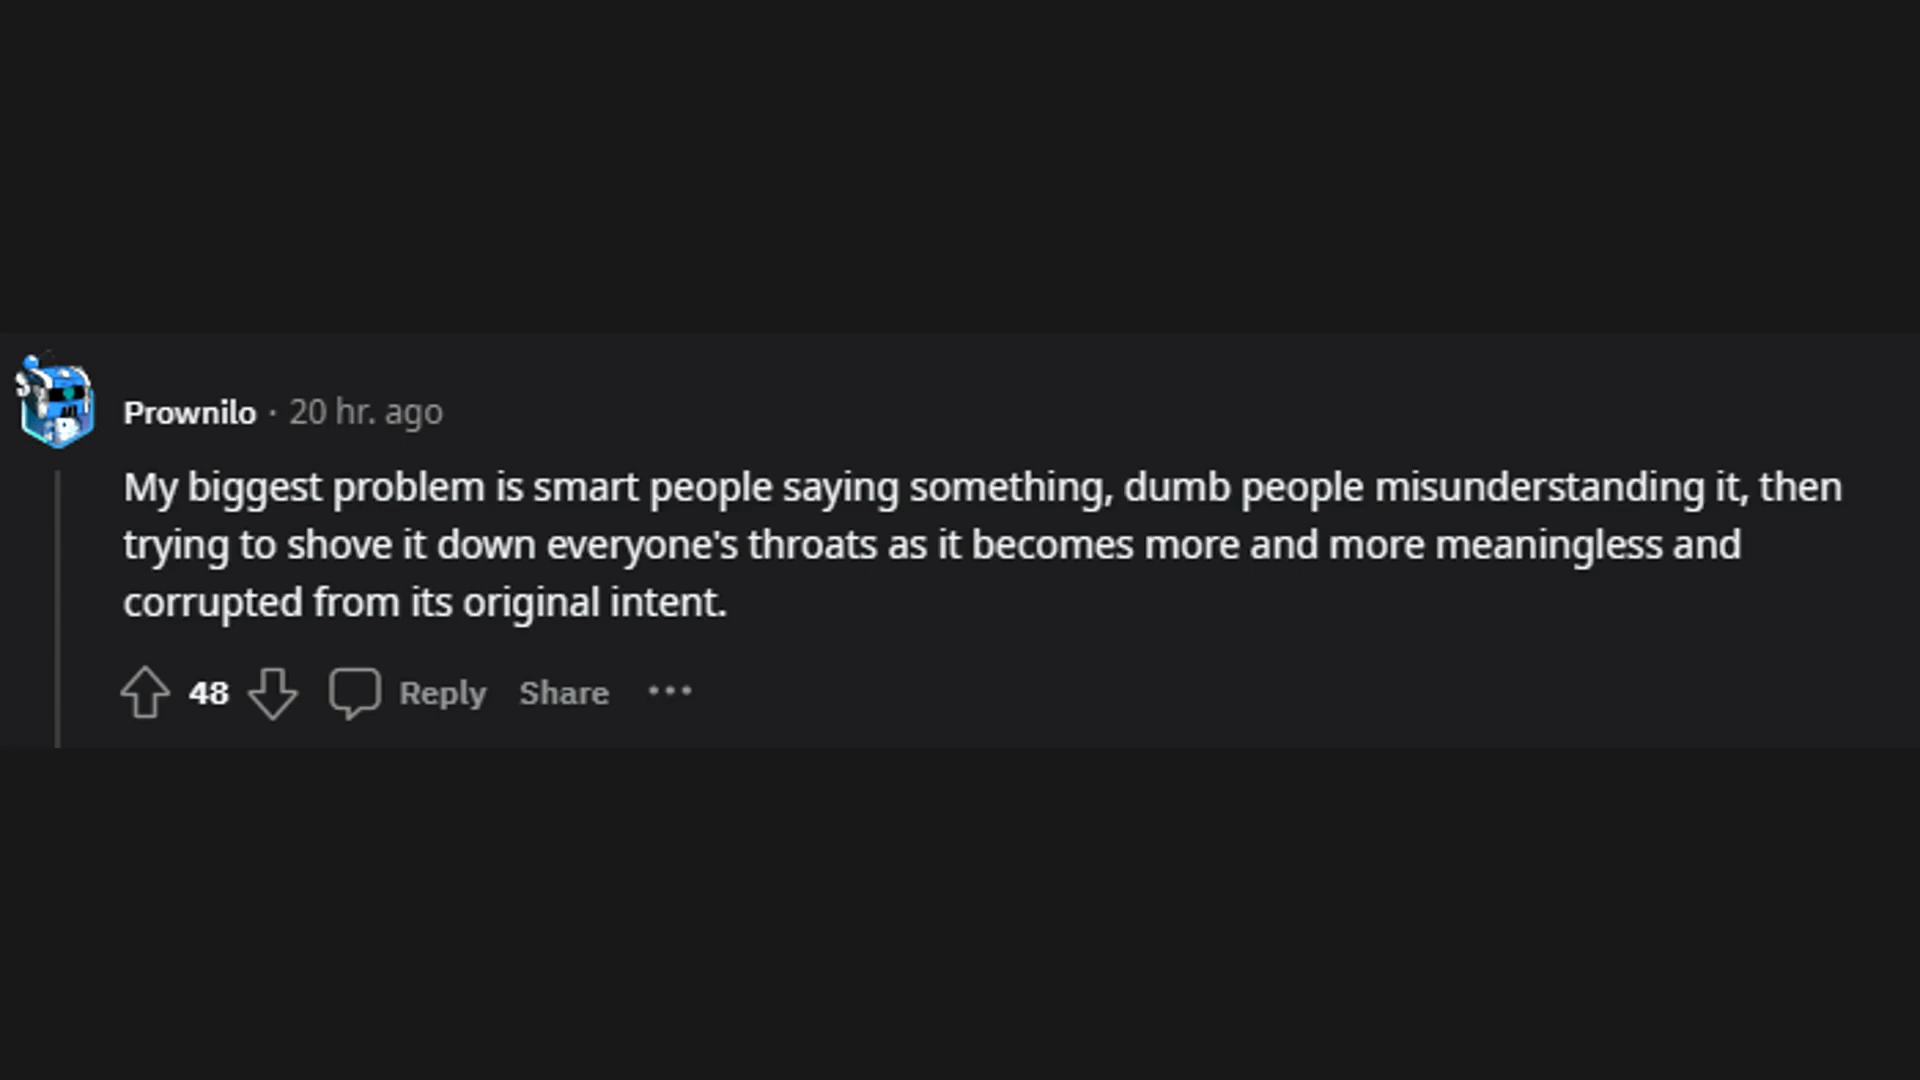 Prownilo · 20 hr. ago
My biggest problem is smart people saying something, dumb people misunderstanding it, then
trying to shove it down everyone's throats as it becomes more and more meaningless and
corrupted from its original intent.
48 Reply Share ···